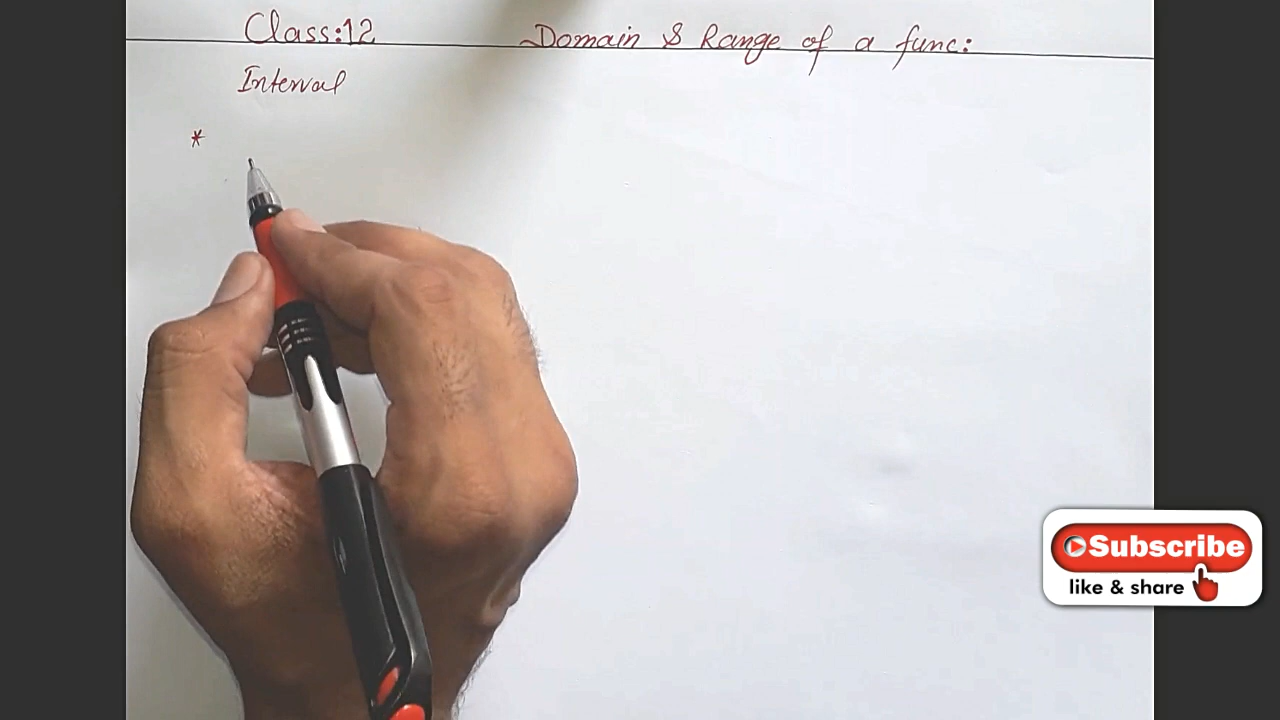 Class:12 Domain & Range of a func:
Interval
*
Subscribe
like & share